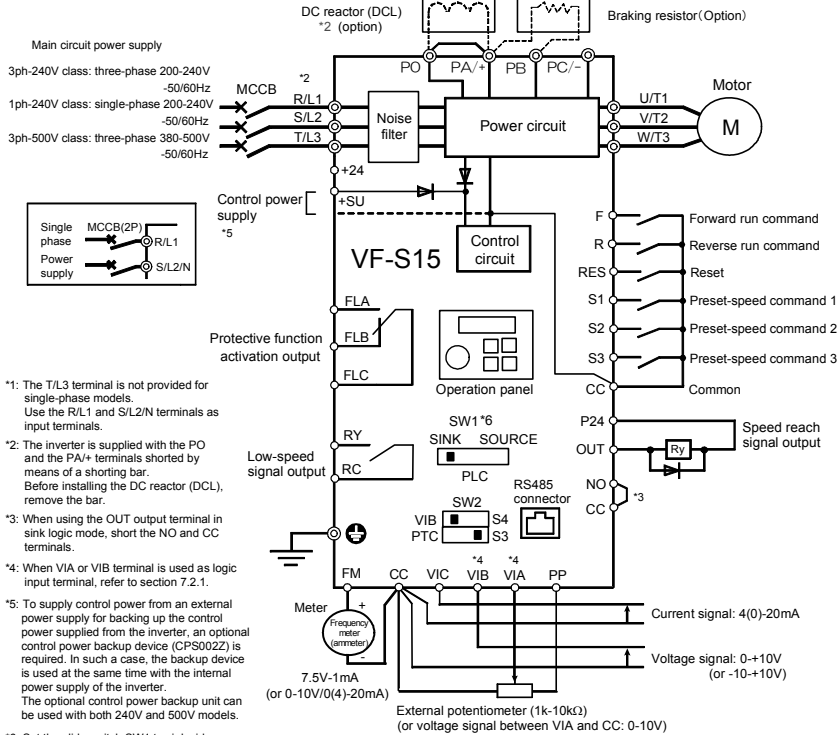 DC reactor (DCL)
*2 (option)
Braking resistor(Option)
Main circuit power supply
3ph-240V class: three-phase 200-240V
-50/60Hz
1ph-240V class: single-phase 200-240V
-50/60Hz
3ph-500V class: three-phase 380-500V
-50/60Hz
MCCB
*2
R/L1
S/L2
T/L3
PO
PA/+
PB
PC/-
Noise
filter
Power circuit
U/T1
V/T2
W/T3
Motor
M
+24
+SU
Control power
supply
*5
Control
circuit
VF-S15
Single
phase
Power
supply
MCCB(2P)
R/L1
S/L2/N
F
Forward run command
R
Reverse run command
RES
Reset
S1
Preset-speed command 1
S2
Preset-speed command 2
S3
Preset-speed command 3
CC
Common
FLA
FLB
FLC
Protective function
activation output
Operation panel
P24
OUT
Ry
Speed reach
signal output
NO
CC
*3
RY
RC
Low-speed
signal output
SW1*6
SINK SOURCE
PLC
SW2
VIB
S4
PTC
S3
RS485
connector
FM
CC
VIC
*4
VIB
*4
VIA
PP
Meter
+
Frequency
meter
(ammeter)
-
7.5V-1mA
(or 0-10V/0(4)-20mA)
Current signal: 4(0)-20mA
Voltage signal: 0-+10V
(or -10-+10V)
External potentiometer (1k-10kΩ)
(or voltage signal between VIA and CC: 0-10V)
*1: The T/L3 terminal is not provided for
single-phase models.
Use the R/L1 and S/L2/N terminals as
input terminals.
*2: The inverter is supplied with the PO
and the PA/+ terminals shorted by
means of a shorting bar.
Before installing the DC reactor (DCL),
remove the bar.
*3: When using the OUT output terminal in
sink logic mode, short the NO and CC
terminals.
*4: When VIA or VIB terminal is used as logic
input terminal, refer to section 7.2.1.
*5: To supply control power from an external
power supply for backing up the control
power supplied from the inverter, an optional
control power backup device (CPS002Z) is
required. In such a case, the backup device
is used at the same time with the internal
power supply of the inverter.
The optional control power backup unit can
be used with both 240V and 500V models.